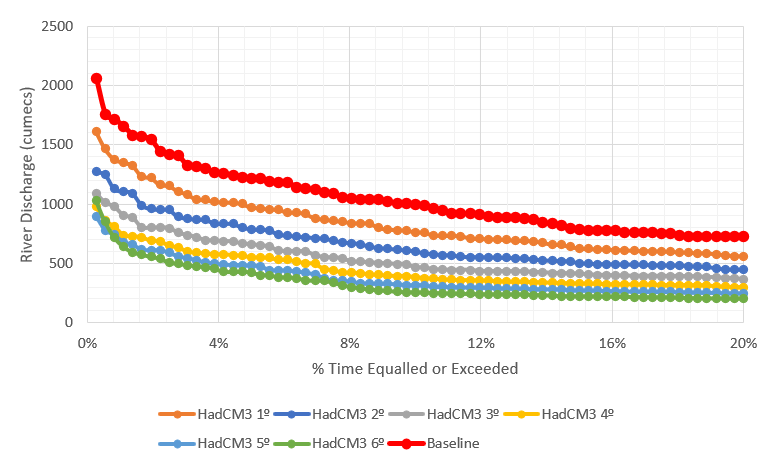 2500
2000
1500
1000
500
0
River Discharge (cumecs)
0% 4% 8% 12% 16% 20%
% Time Equalled or Exceeded
HadCM3 1º HadCM3 2º HadCM3 3º HadCM3 4º
HadCM3 5º HadCM3 6º Baseline